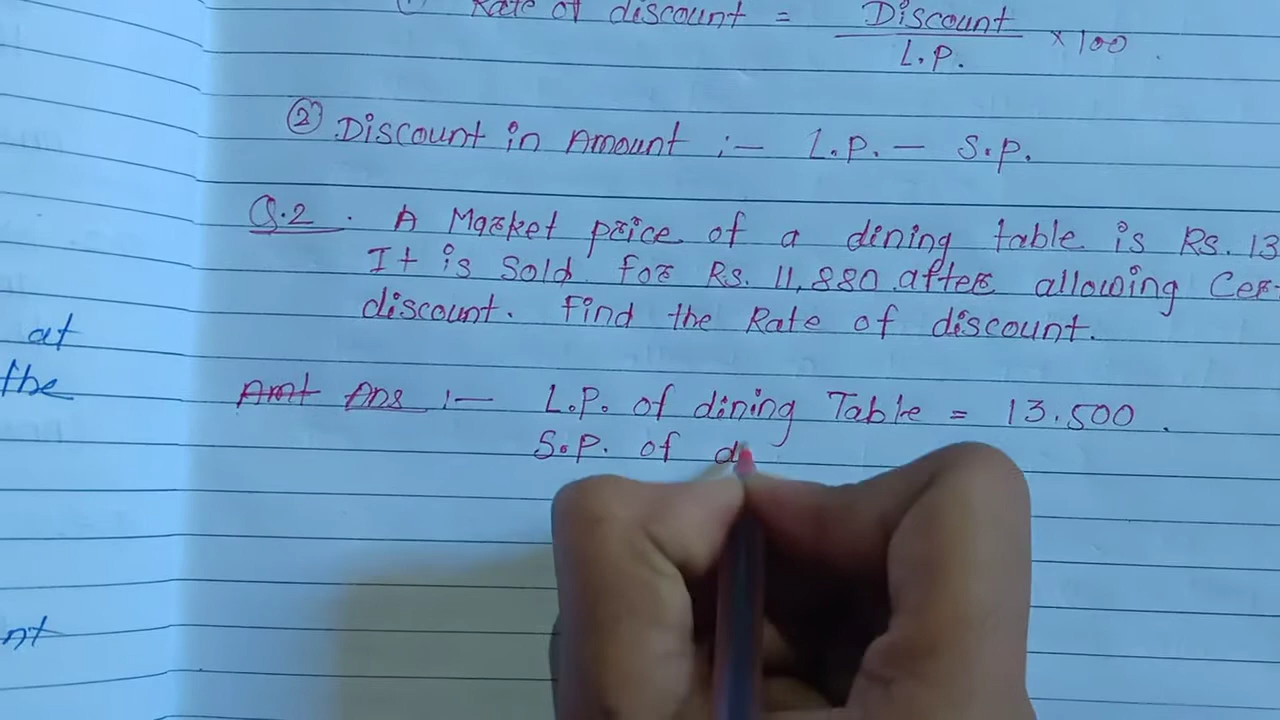 Rate of discount = Discount / L.P. × 100
② Discount in Amount :- L.P. - S.P.
Q.2. A Market price of a dining table is Rs. 13
It is Sold for Rs. 11,880 after allowing Cer-
discount. Find the Rate of discount.
at
the
Amt Ans :- L.P. of dining Table = 13.500.
S.P. of d
nt